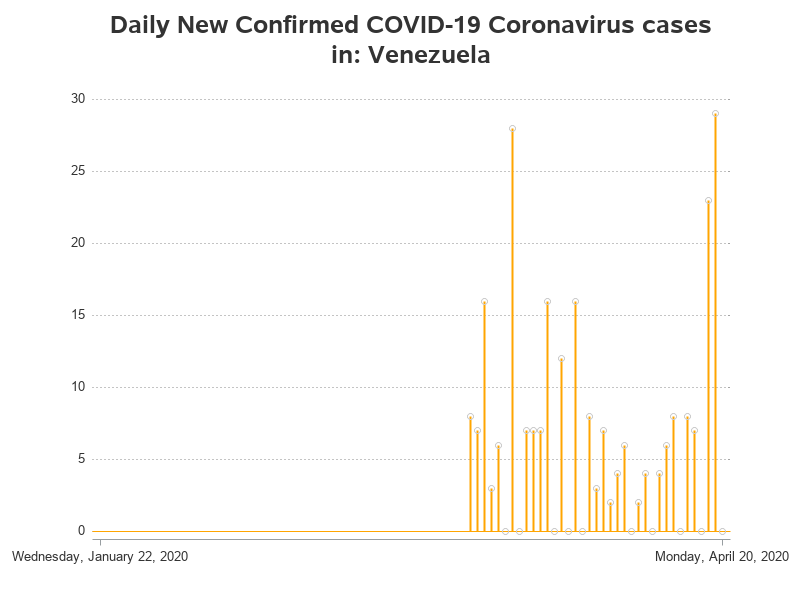 Daily New Confirmed COVID-19 Coronavirus cases
in: Venezuela
30
25
20
15
10
5
0
Wednesday, January 22, 2020 Monday, April 20, 2020